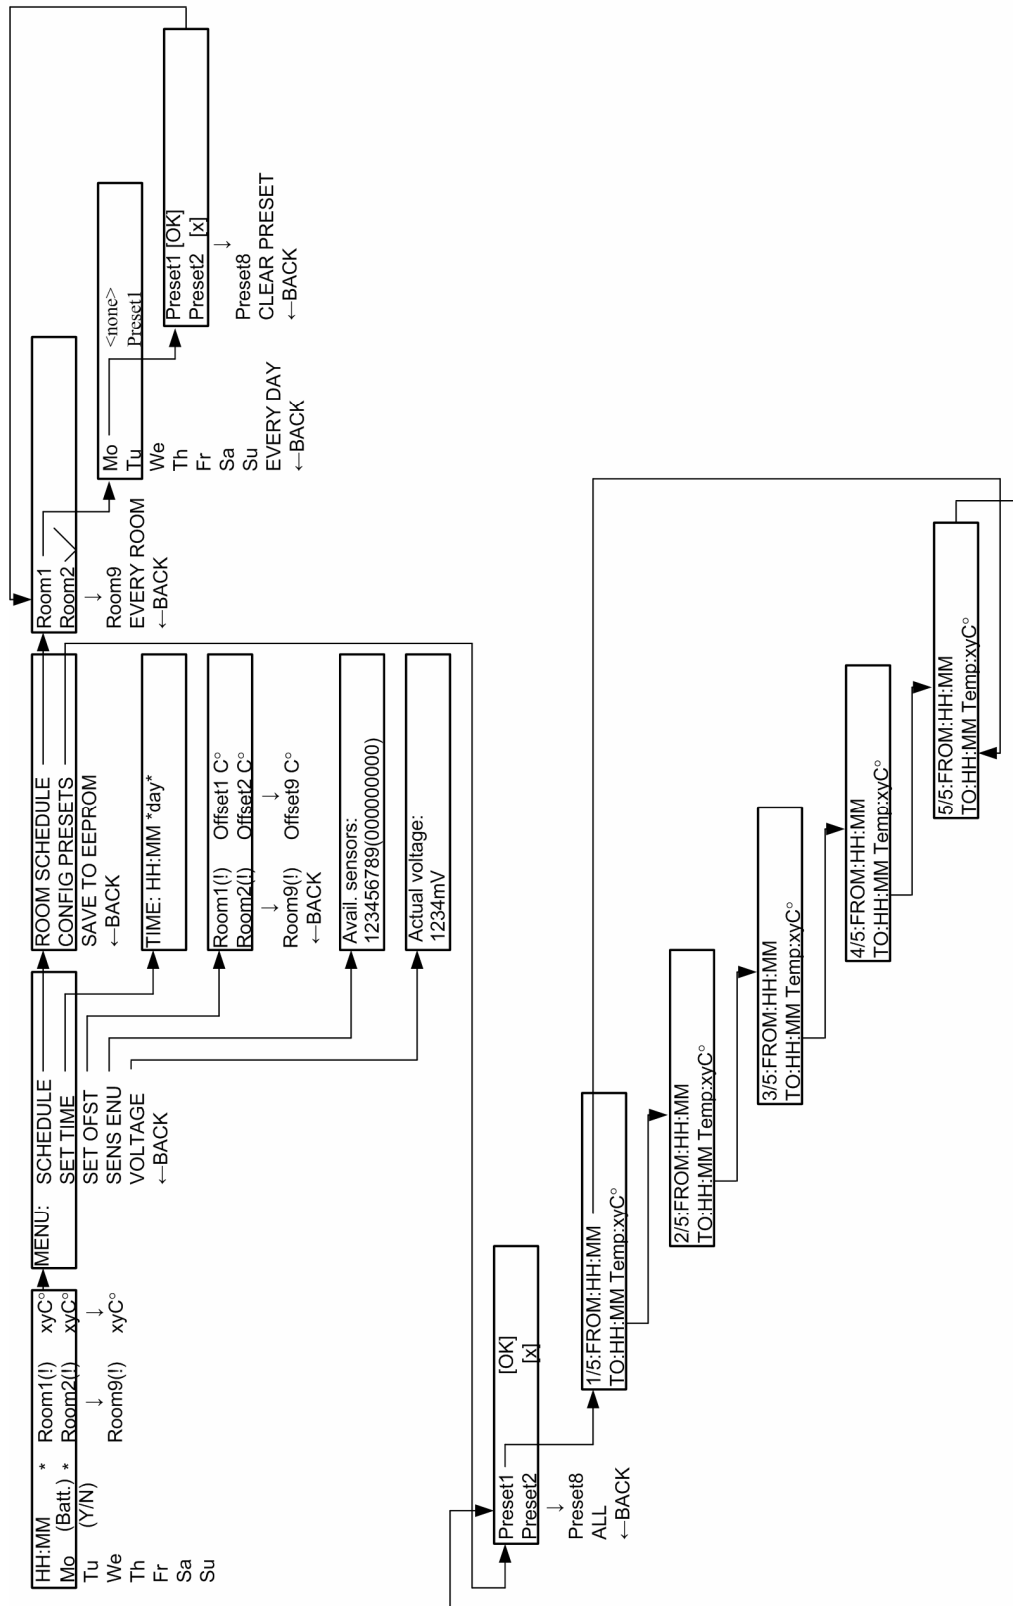 HH:MM * Room1(!) xyC°
Mo (Batt.) * Room2(!) xyC°
Tu (Y/N) → →
We Room9(!) xyC°
Th
Fr
Sa
Su
MENU: SCHEDULE
SET TIME
SET OFST
SENS ENU
VOLTAGE
←BACK
ROOM SCHEDULE
CONFIG PRESETS
SAVE TO EEPROM
←BACK
TIME: HH:MM *day*
Room1(!) Offset1 C°
Room2(!) Offset2 C°
→ →
Room9(!) Offset9 C°
←BACK
Avail. sensors:
123456789(000000000)
Actual voltage:
1234mV
Room1
Room2
→
Room9
EVERY ROOM
←BACK
Mo <none>
Tu Preset1
We
Th
Fr
Sa
Su
EVERY DAY
←BACK
Preset1 [OK]
Preset2 [x]
→
Preset8
CLEAR PRESET
←BACK
Preset1 [OK]
Preset2 [x]
→
Preset8
ALL
←BACK
1/5:FROM:HH:MM
TO:HH:MM Temp:xyC°
2/5:FROM:HH:MM
TO:HH:MM Temp:xyC°
3/5:FROM:HH:MM
TO:HH:MM Temp:xyC°
4/5:FROM:HH:MM
TO:HH:MM Temp:xyC°
5/5:FROM:HH:MM
TO:HH:MM Temp:xyC°